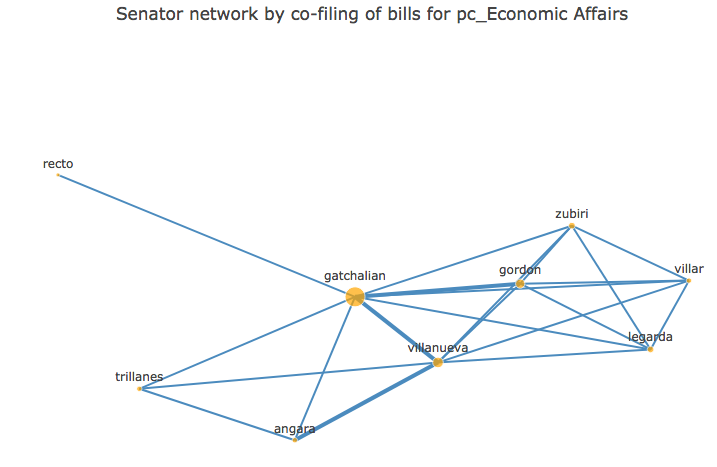 Senator network by co-filing of bills for pc_Economic Affairs
recto
zubiri
gordon
villar
gatchalian
legarda
villanueva
trillanes
angara